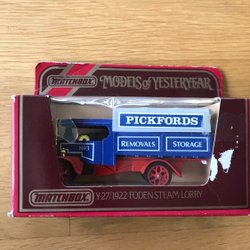 MATCHBOX
MODELS of YESTERYEAR
PICKFORDS
REMOVALS STORAGE
MATCHBOX
Y-27/1922 FODEN STEAM LORRY